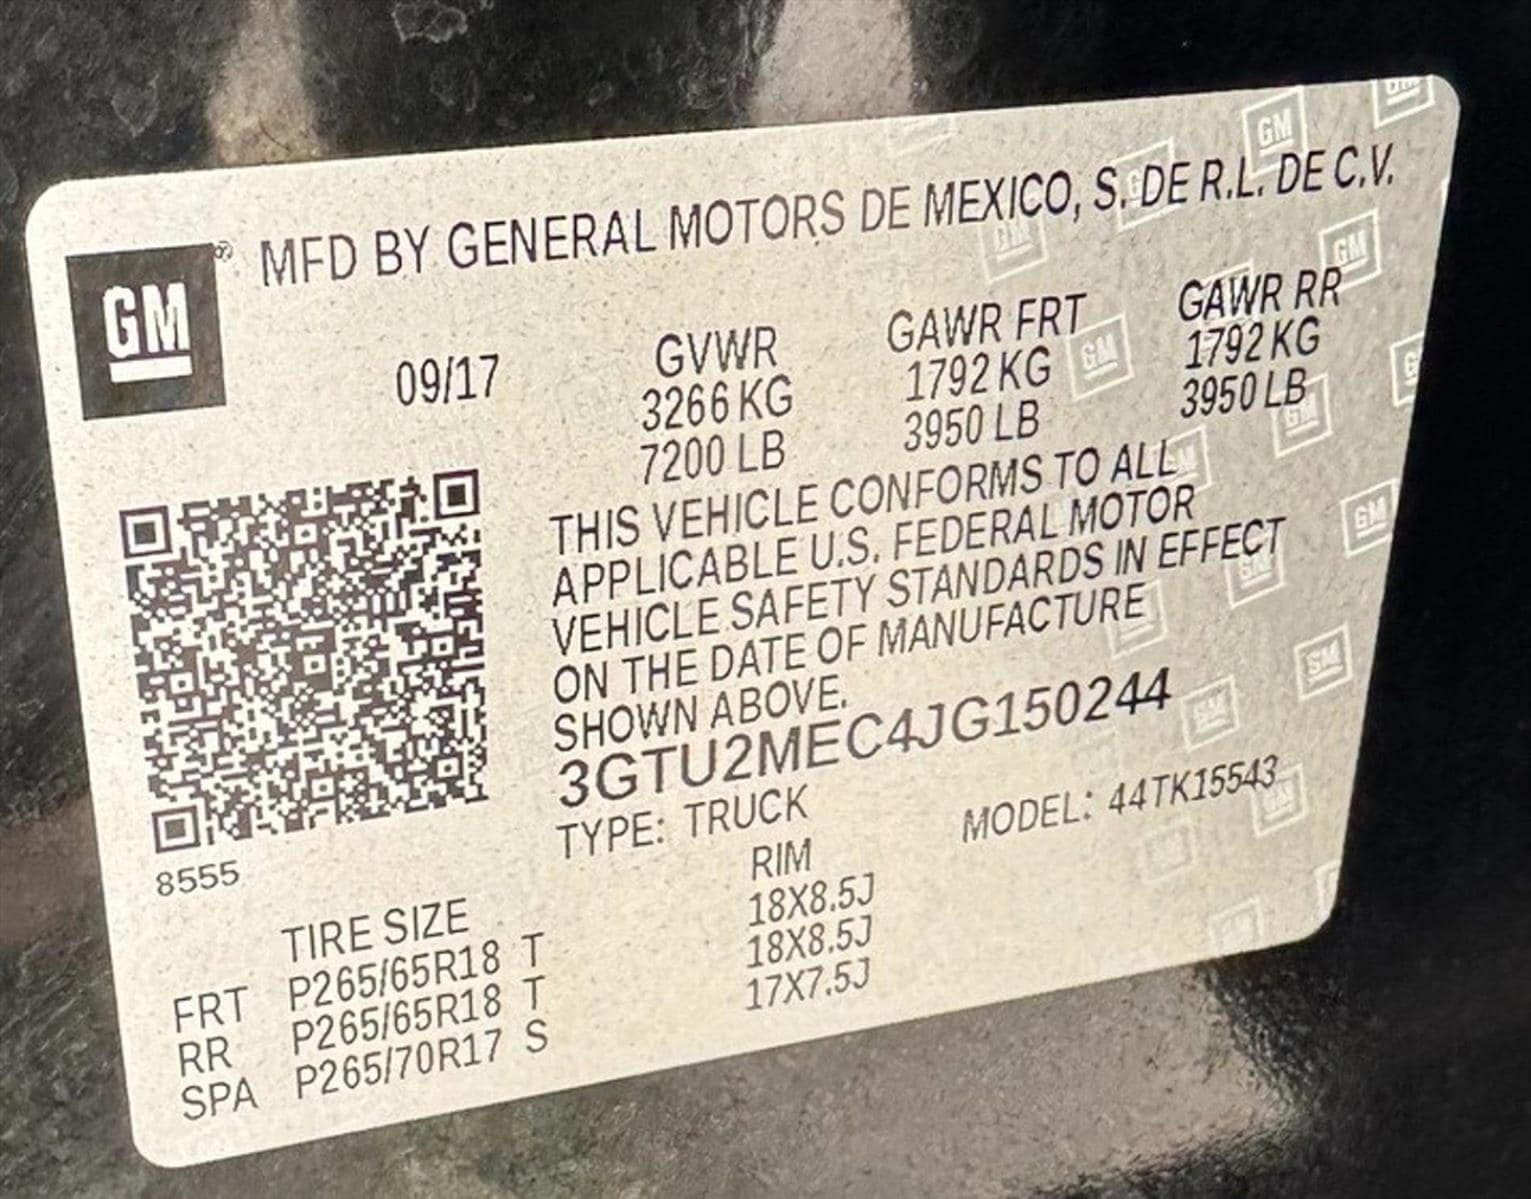 GM® MFD BY GENERAL MOTORS DE MEXICO, S. DE R.L. DE C.V.
09/17 GVWR GAWR FRT GAWR RR
3266 KG 1792 KG 1792 KG
7200 LB 3950 LB 3950 LB
THIS VEHICLE CONFORMS TO ALL
APPLICABLE U.S. FEDERAL MOTOR
VEHICLE SAFETY STANDARDS IN EFFECT
ON THE DATE OF MANUFACTURE
SHOWN ABOVE.
3GTU2MEC4JG150244
TYPE: TRUCK MODEL: 44TK15543
8555
TIRE SIZE RIM
FRT P265/65R18 T 18X8.5J
RR P265/65R18 T 18X8.5J
SPA P265/70R17 S 17X7.5J